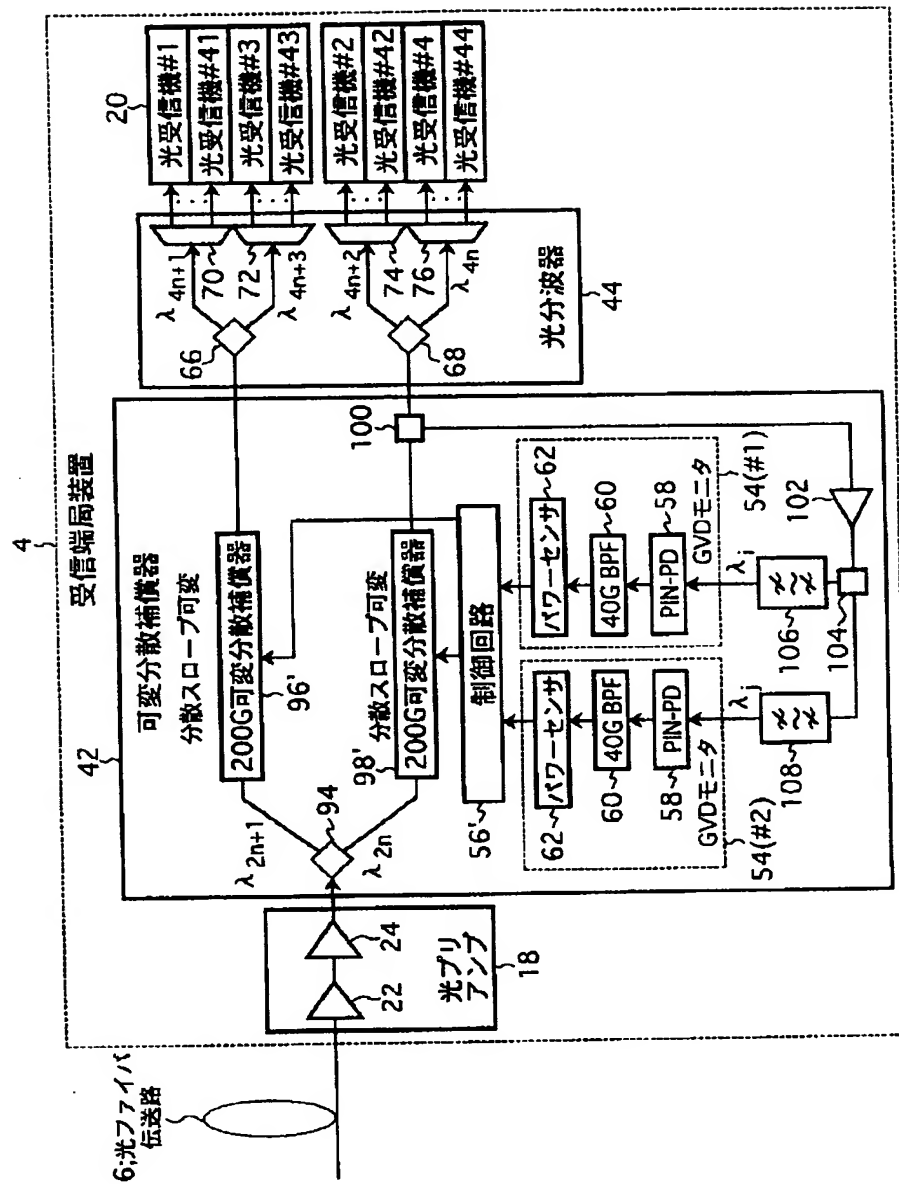 4
受信端局装置
42
可変分散補償器
分散スロープ可変
200G可変分散補償器
96'
分散スロープ可変
200G可変分散補償器
98'
94
λ2n+1
λ2n
6;光ファイバ
伝送路
22
24
光プリ
アンプ
18
制御回路
56'
パワーセンサ
62
40G BPF
60
PIN-PD
58
GVDモニタ
54(#1)
パワーセンサ
62
40G BPF
60
PIN-PD
58
GVDモニタ
54(#2)
λi
λj
100
102
104
106
108
66
68
λ4n+1
70
λ4n+3
72
λ4n+2
74
λ4n
76
光分波器
44
20
光受信機#1
光受信機#41
光受信機#3
光受信機#43
光受信機#2
光受信機#42
光受信機#4
光受信機#44